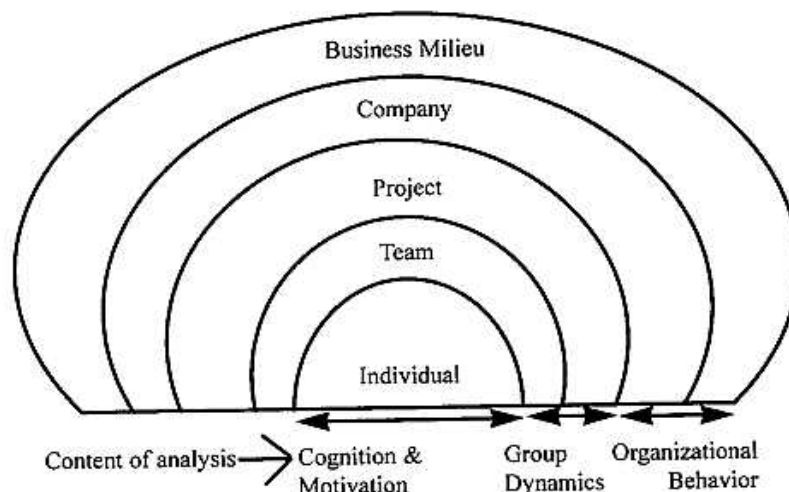 Business Milieu
Company
Project
Team
Individual
Content of analysis
Cognition &
Motivation
Group
Dynamics
Organizational
Behavior